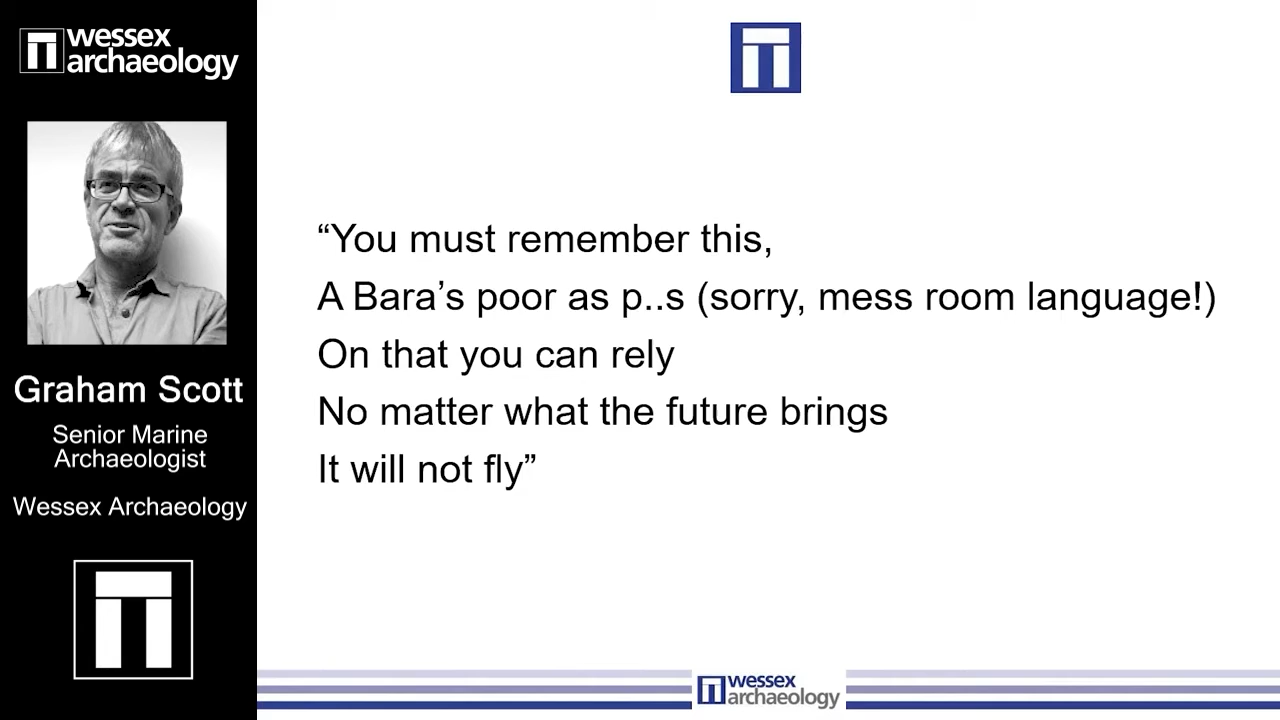 wessex
archaeology
Graham Scott
Senior Marine
Archaeologist
Wessex Archaeology
“You must remember this,
A Bara’s poor as p..s (sorry, mess room language!)
On that you can rely
No matter what the future brings
It will not fly”
wessex
archaeology